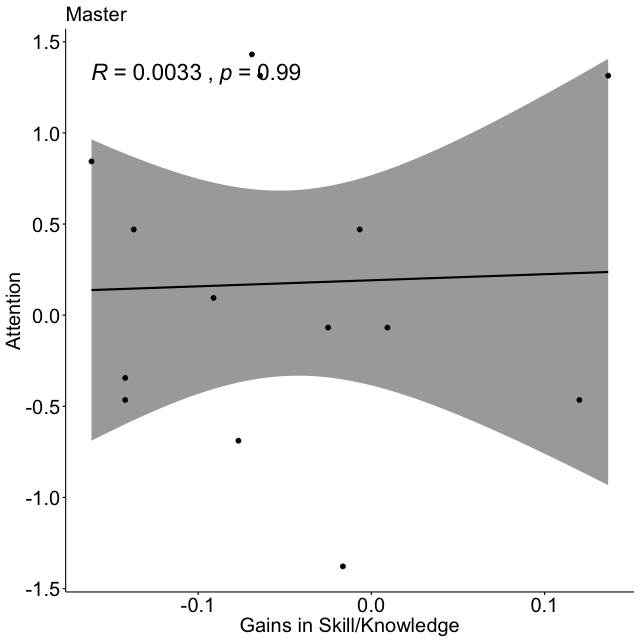 Master
R = 0.0033 , p = 0.99
1.5
1.0
0.5
0.0
-0.5
-1.0
-1.5
Attention
-0.1
0.0
0.1
Gains in Skill/Knowledge